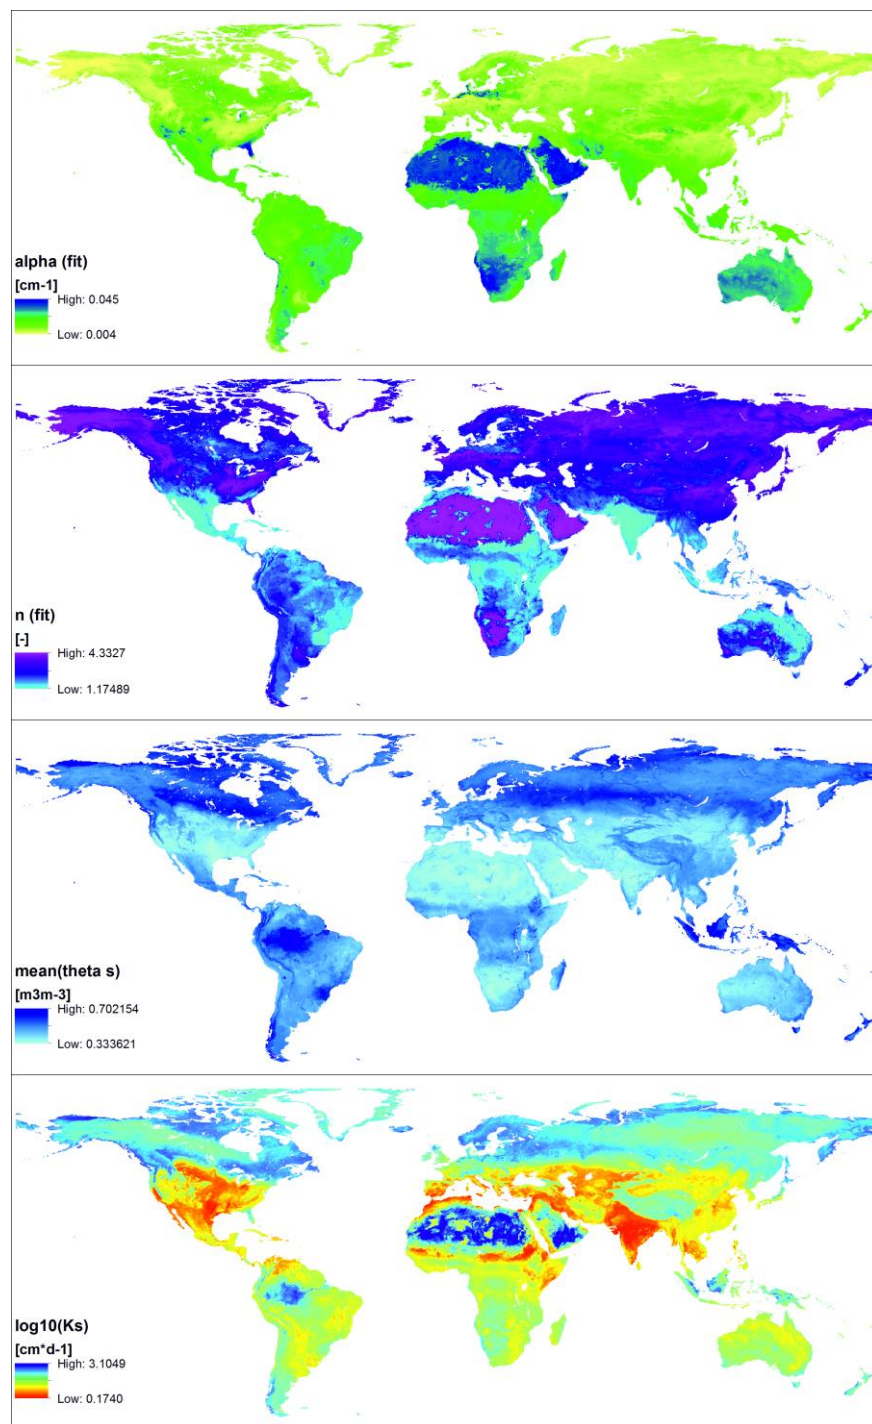 alpha (fit)
[cm-1]
High: 0.045
Low: 0.004
n (fit)
[-]
High: 4.3327
Low: 1.17489
mean(theta s)
[m3m-3]
High: 0.702154
Low: 0.333621
log10(Ks)
[cm*d-1]
High: 3.1049
Low: 0.1740